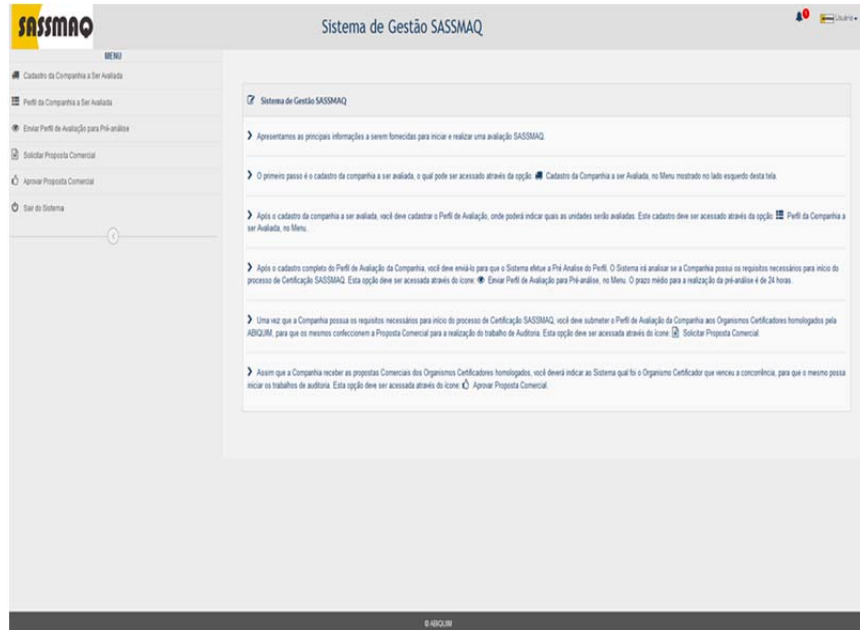 SASSMAQ
Sistema de Gestão SASSMAQ
0
Usuário
MENU
Cadastro da Companhia a Ser Avaliada
Perfil da Companhia a Ser Avaliada
Enviar Perfil de Avaliação para Pré-análise
Solicitar Proposta Comercial
Aprovar Proposta Comercial
Sair do Sistema
Sistema de Gestão SASSMAQ
Apresentamos as principais informações a serem fornecidas para iniciar e realizar uma avaliação SASSMAQ.
O primeiro passo é o cadastro da companhia a ser avaliada, o qual pode ser acessado através da opção: Cadastro da Companhia a ser Avaliada, no Menu mostrado no lado esquerdo desta tela.
Após o cadastro da companhia a ser avaliada, você deve cadastrar o Perfil de Avaliação, onde poderá indicar quais as unidades serão avaliadas. Este cadastro deve ser acessado através da opção: Perfil da Companhia a
ser Avaliada, no Menu.
Após o cadastro completo do Perfil de Avaliação da Companhia, você deve enviá-lo para que o Sistema efetue a Pré Analise do Perfil. O Sistema irá analisar se a Companhia possui os requisitos necessários para início do
processo de Certificação SASSMAQ. Esta opção deve ser acessada através do ícone: Enviar Perfil de Avaliação para Pré-análise, no Menu. O prazo médio para a realização da pré-análise é de 24 horas.
Uma vez que a Companhia possua os requisitos necessários para início do processo de Certificação SASSMAQ, você deve submeter o Perfil de Avaliação da Companhia aos Organismos Certificadores homologados pela
ABIQUIM, para que os mesmos confeccionem a Proposta Comercial para a realização do trabalho de Auditoria. Esta opção deve ser acessada através do ícone: Solicitar Proposta Comercial.
Assim que a Companhia receber as propostas Comerciais dos Organismos Certificadores homologados, você deverá indicar ao Sistema qual foi o Organismo Certificador que venceu a concorrência, para que o mesmo possa
iniciar os trabalhos de auditoria. Esta opção deve ser acessada através do ícone: Aprovar Proposta Comercial.
© ABIQUIM